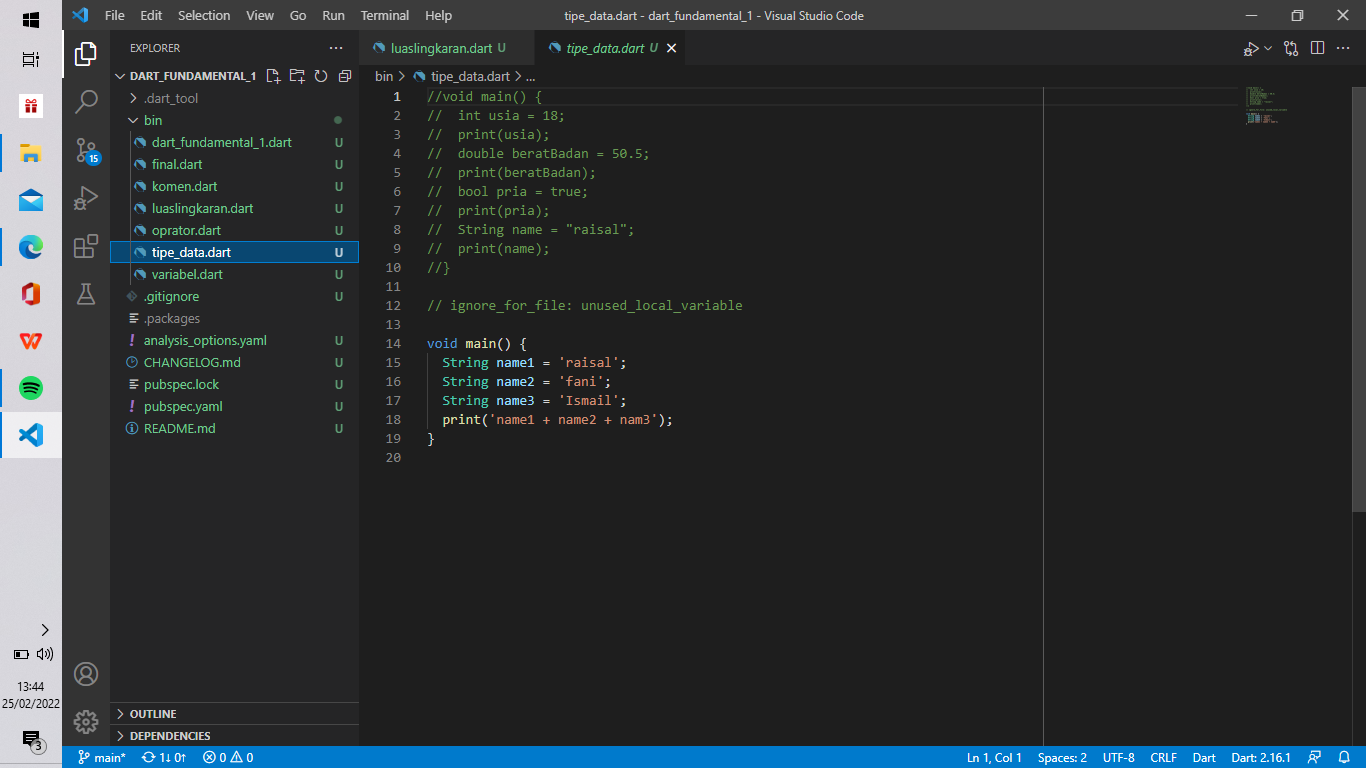 File Edit Selection View Go Run Terminal Help
tipe_data.dart - dart_fundamental_1 - Visual Studio Code
EXPLORER
DART_FUNDAMENTAL_1
.dart_tool
bin
dart_fundamental_1.dart U
final.dart U
komen.dart U
luaslingkaran.dart U
oprator.dart U
tipe_data.dart U
variabel.dart U
.gitignore U
.packages
analysis_options.yaml U
CHANGELOG.md U
pubspec.lock U
pubspec.yaml U
README.md U
OUTLINE
DEPENDENCIES
luaslingkaran.dart U
tipe_data.dart U
bin > tipe_data.dart > ...
1 //void main() {
2 //  int usia = 18;
3 //  print(usia);
4 //  double beratBadan = 50.5;
5 //  print(beratBadan);
6 //  bool pria = true;
7 //  print(pria);
8 //  String name = "raisal";
9 //  print(name);
10 //}
11
12 // ignore_for_file: unused_local_variable
13
14 void main() {
15   String name1 = 'raisal';
16   String name2 = 'fani';
17   String name3 = 'Ismail';
18   print('name1 + name2 + nam3');
19 }
20
15
13:44
25/02/2022
3
main* 1↓ 0↑ 0 0
Ln 1, Col 1 Spaces: 2 UTF-8 CRLF Dart Dart: 2.16.1